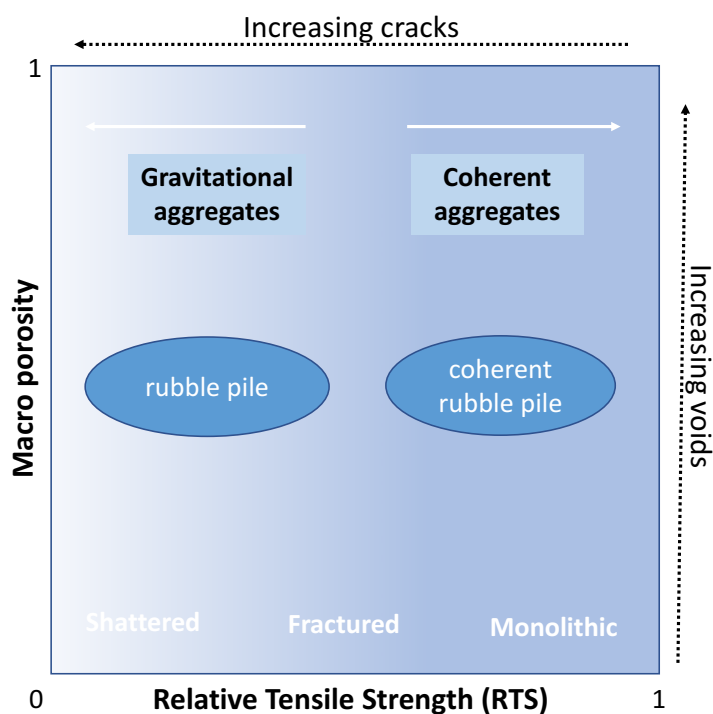 Increasing cracks
1
Gravitational
aggregates
Coherent
aggregates
Macro porosity
Increasing voids
rubble pile
coherent
rubble pile
Shattered
Fractured
Monolithic
0
Relative Tensile Strength (RTS)
1